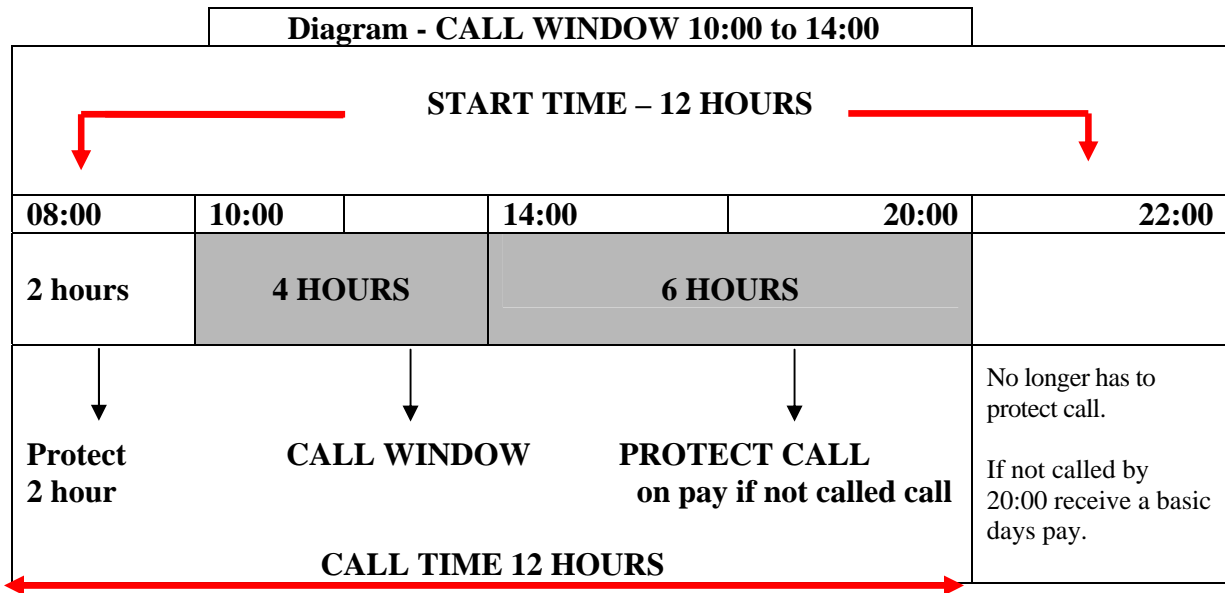 Diagram - CALL WINDOW 10:00 to 14:00
START TIME – 12 HOURS
08:00 10:00 14:00 20:00 22:00
2 hours 4 HOURS 6 HOURS
Protect
2 hour
CALL WINDOW
PROTECT CALL
on pay if not called call
No longer has to
protect call.
If not called by
20:00 receive a basic
days pay.
CALL TIME 12 HOURS